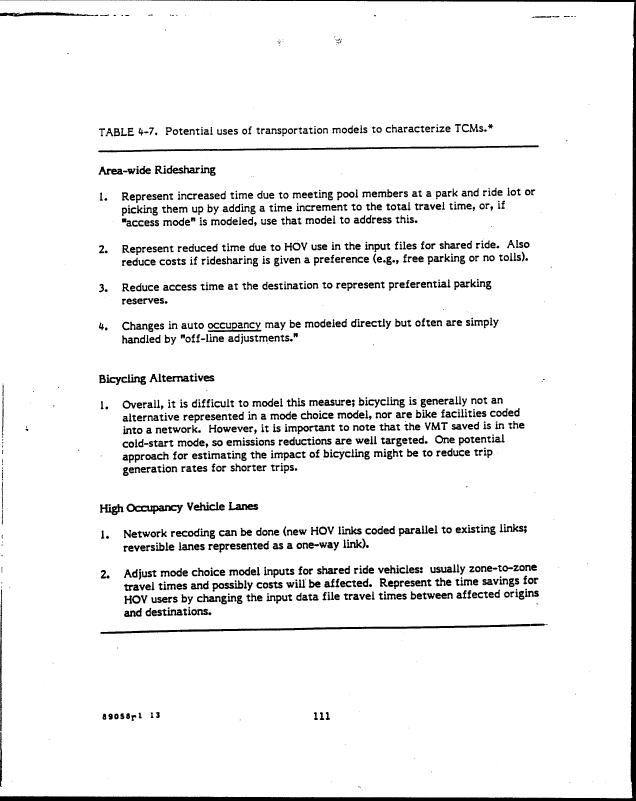 TABLE 4-7. Potential uses of transportation models to characterize TCMs.*
Area-wide Ridesharing
1. Represent increased time due to meeting pool members at a park and ride lot or
picking them up by adding a time increment to the total travel time, or, if
"access mode" is modeled, use that model to address this.
2. Represent reduced time due to HOV use in the input files for shared ride. Also
reduce costs if ridesharing is given a preference (e.g., free parking or no tolls).
3. Reduce access time at the destination to represent preferential parking
reserves.
4. Changes in auto occupancy may be modeled directly but often are simply
handled by "off-line adjustments."
Bicycling Alternatives
1. Overall, it is difficult to model this measure; bicycling is generally not an
alternative represented in a mode choice model, nor are bike facilities coded
into a network. However, it is important to note that the VMT saved is in the
cold-start mode, so emissions reductions are well targeted. One potential
approach for estimating the impact of bicycling might be to reduce trip
generation rates for shorter trips.
High Occupancy Vehicle Lanes
1. Network recoding can be done (new HOV links coded parallel to existing links;
reversible lanes represented as a one-way link).
2. Adjust mode choice model inputs for shared ride vehicles: usually zone-to-zone
travel times and possibly costs will be affected. Represent the time savings for
HOV users by changing the input data file travel times between affected origins
and destinations.
89058r1 13
111